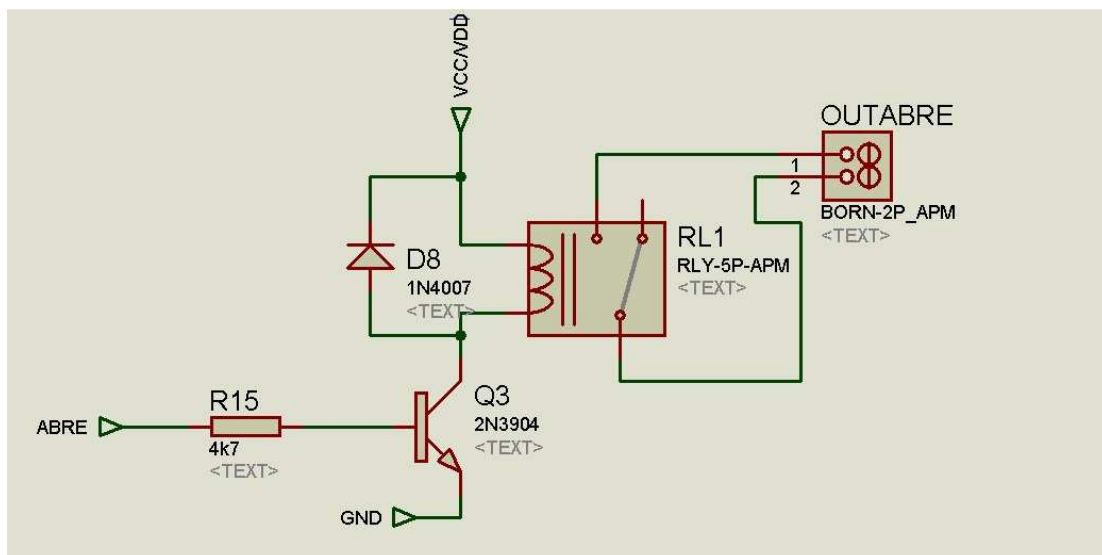 VCC/VDD
OUTABRE
1
2
BORN-2P_APM
<TEXT>
RL1
RLY-5P-APM
<TEXT>
D8
1N4007
<TEXT>
R15
4k7
<TEXT>
ABRE
Q3
2N3904
<TEXT>
GND